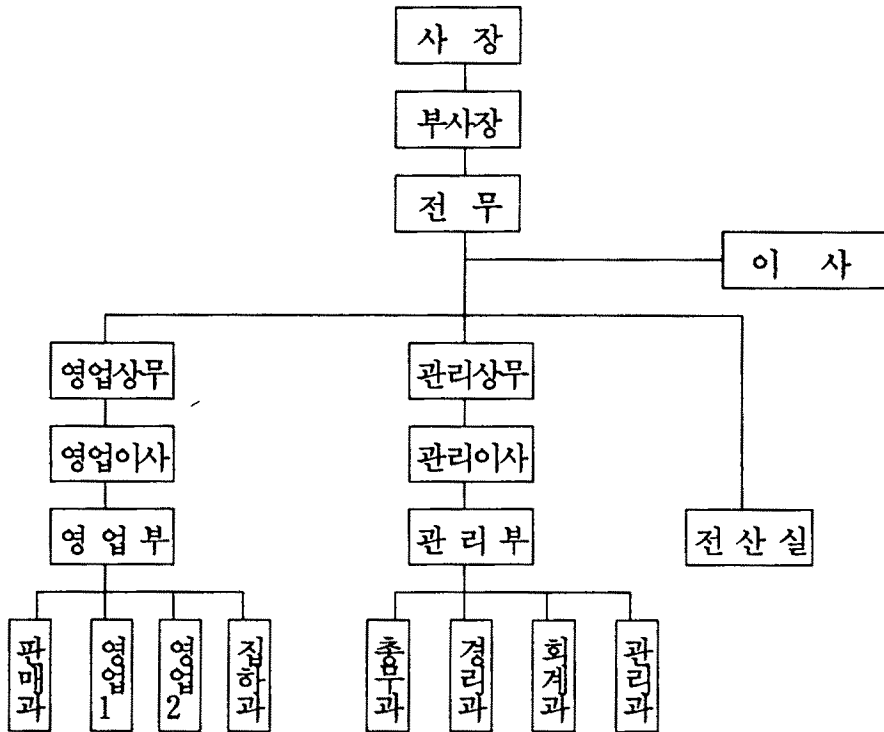 사 장
부사장
전 무
이 사
영업상무
관리상무
영업이사
관리이사
영 업 부
관 리 부
전 산 실
판매과
영업1
영업2
집하과
총무과
경리과
회계과
관리과